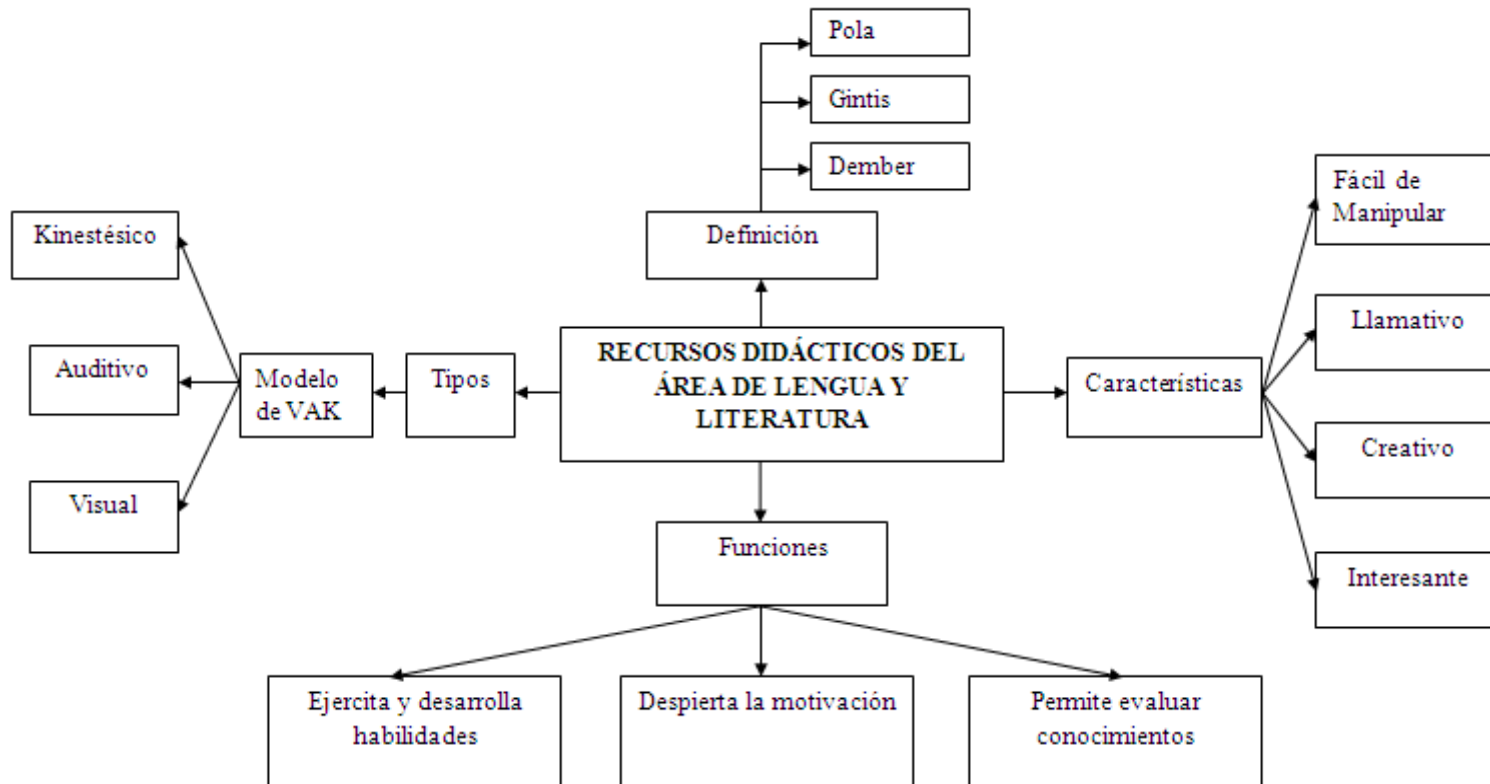 Pola
Gintis
Dember
Definición
Kinestésico
Auditivo
Visual
Modelo
de VAK
Tipos
RECURSOS DIDÁCTICOS DEL
ÁREA DE LENGUA Y
LITERATURA
Características
Fácil de
Manipular
Llamativo
Creativo
Interesante
Funciones
Ejercita y desarrolla
habilidades
Despierta la motivación
Permite evaluar
conocimientos